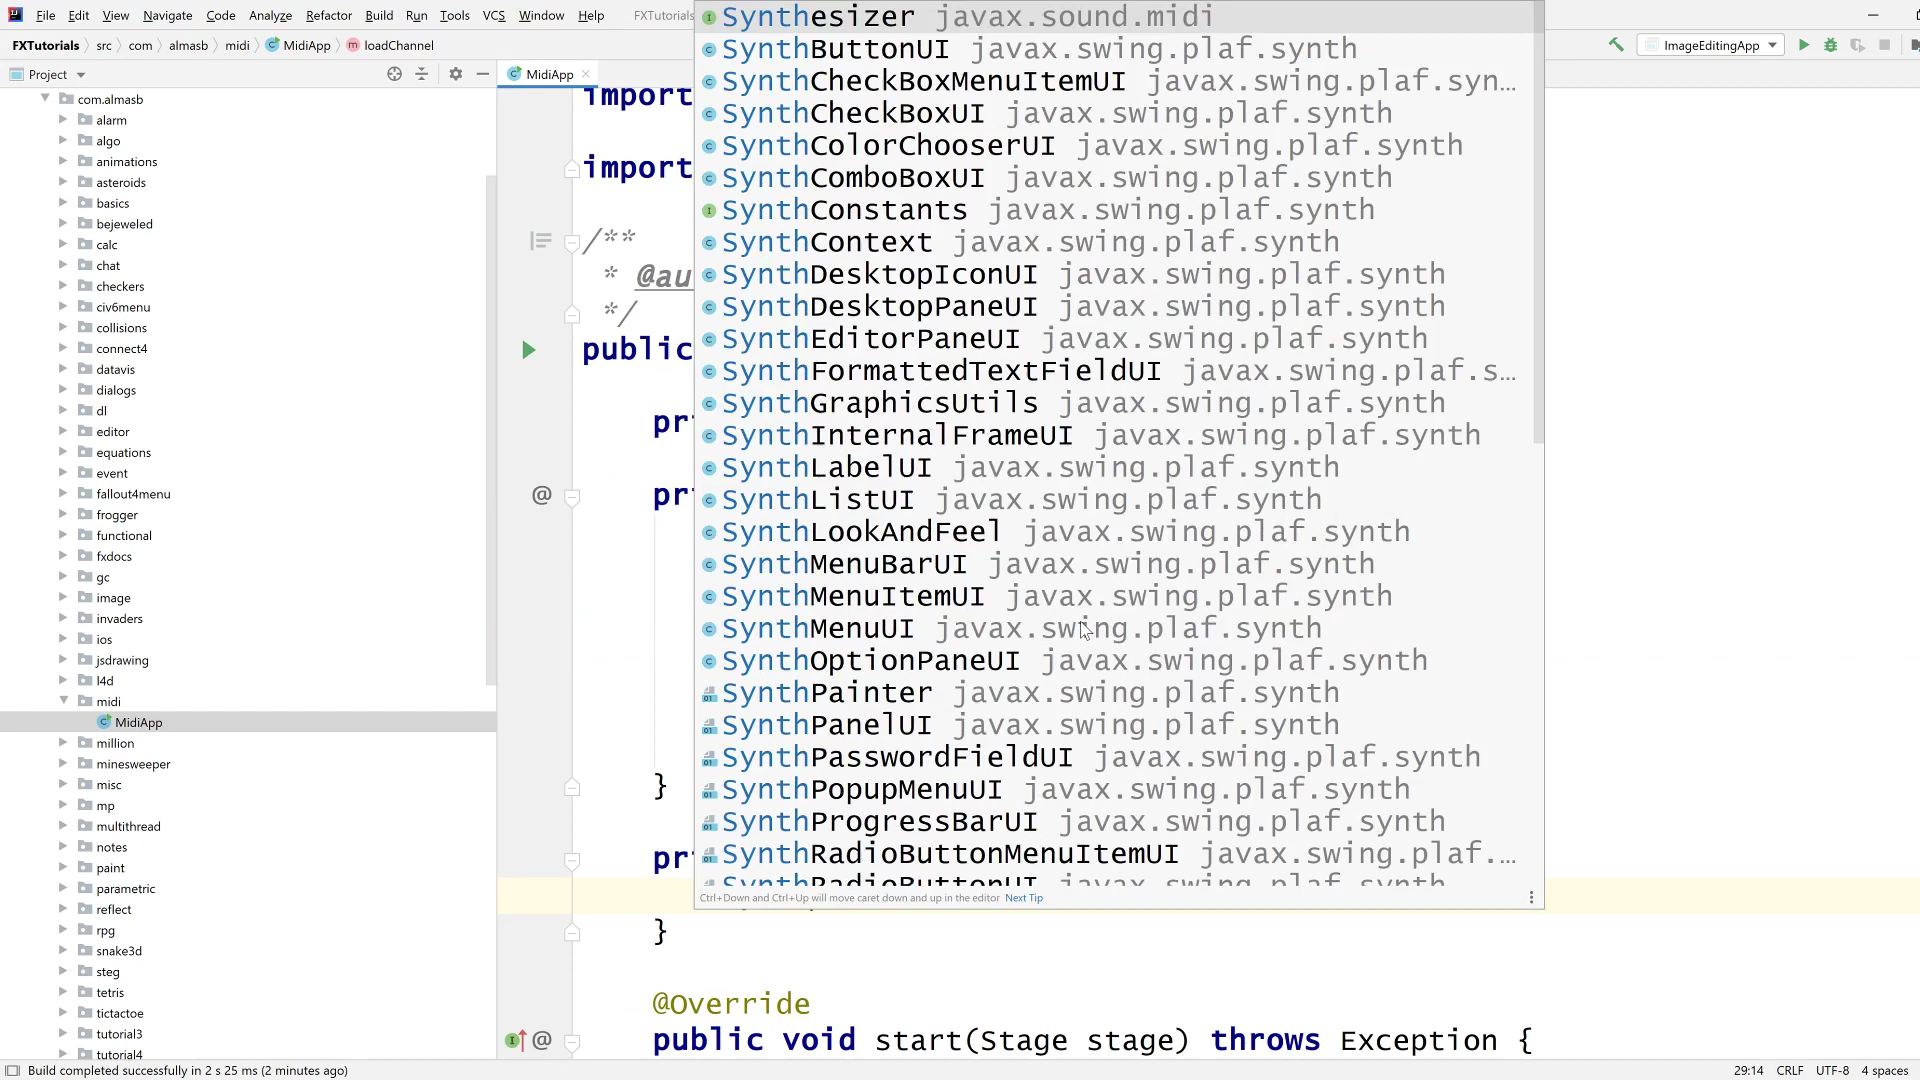 File Edit View Navigate Code Analyze Refactor Build Run Tools VCS Window Help FXTutorials
FXTutorials src com almasb midi MidiApp loadChannel ImageEditingApp
Project MidiApp
com.almasb
alarm
algo
animations
asteroids
basics
bejeweled
calc
chat
checkers
civ6menu
collisions
connect4
datavis
dialogs
dl
editor
equations
event
fallout4menu
frogger
functional
fxdocs
gc
image
invaders
ios
jsdrawing
l4d
midi
MidiApp
million
minesweeper
misc
mp
multithread
notes
paint
parametric
reflect
rpg
snake3d
steg
tetris
tictactoe
tutorial3
tutorial4
import
import
/**
* @au
*/
public
pr
pr
}
pr
}
@Override
public void start(Stage stage) throws Exception {
Synthesizer javax.sound.midi
SynthButtonUI javax.swing.plaf.synth
SynthCheckBoxMenuItemUI javax.swing.plaf.syn…
SynthCheckBoxUI javax.swing.plaf.synth
SynthColorChooserUI javax.swing.plaf.synth
SynthComboBoxUI javax.swing.plaf.synth
SynthConstants javax.swing.plaf.synth
SynthContext javax.swing.plaf.synth
SynthDesktopIconUI javax.swing.plaf.synth
SynthDesktopPaneUI javax.swing.plaf.synth
SynthEditorPaneUI javax.swing.plaf.synth
SynthFormattedTextFieldUI javax.swing.plaf.s…
SynthGraphicsUtils javax.swing.plaf.synth
SynthInternalFrameUI javax.swing.plaf.synth
SynthLabelUI javax.swing.plaf.synth
SynthListUI javax.swing.plaf.synth
SynthLookAndFeel javax.swing.plaf.synth
SynthMenuBarUI javax.swing.plaf.synth
SynthMenuItemUI javax.swing.plaf.synth
SynthMenuUI javax.swing.plaf.synth
SynthOptionPaneUI javax.swing.plaf.synth
SynthPainter javax.swing.plaf.synth
SynthPanelUI javax.swing.plaf.synth
SynthPasswordFieldUI javax.swing.plaf.synth
SynthPopupMenuUI javax.swing.plaf.synth
SynthProgressBarUI javax.swing.plaf.synth
SynthRadioButtonMenuItemUI javax.swing.plaf.…
SynthRadioButtonUI javax.swing.plaf.synth
Ctrl+Down and Ctrl+Up will move caret down and up in the editor Next Tip
Build completed successfully in 2 s 25 ms (2 minutes ago) 29:14 CRLF UTF-8 4 spaces